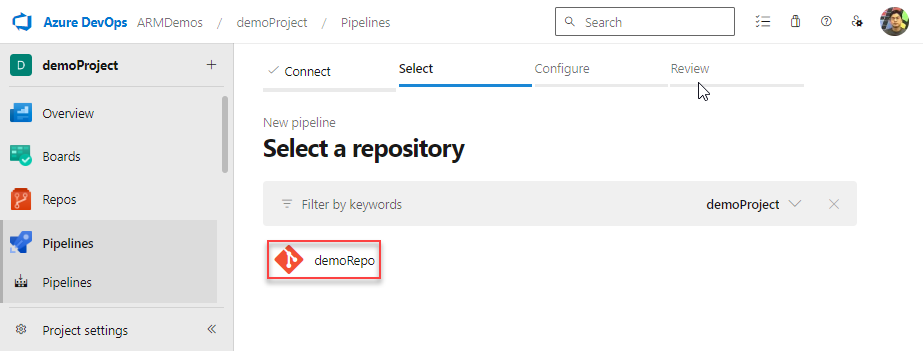 Azure DevOps ARMDemos / demoProject / Pipelines Search
D demoProject +
Connect Select Configure Review
Overview
New pipeline
Select a repository
Boards
Repos
Filter by keywords demoProject
Pipelines
demoRepo
Pipelines
Project settings